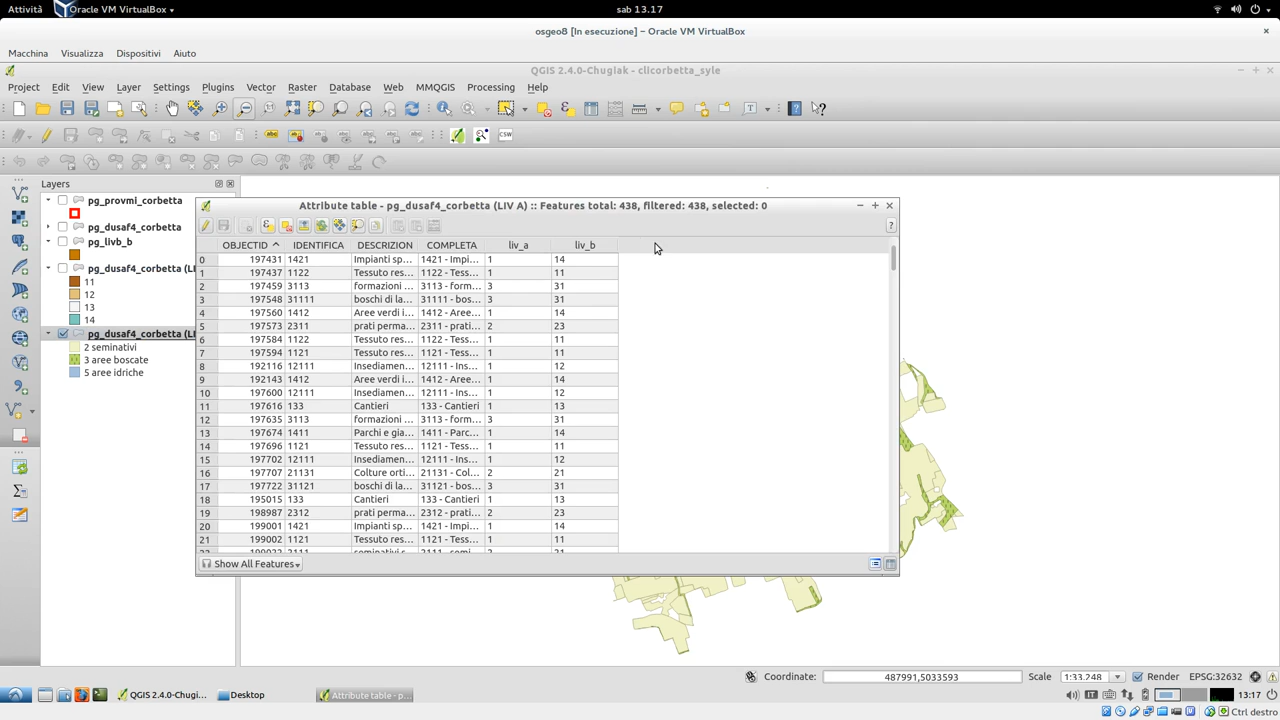 Attività Oracle VM VirtualBox sab 13.17
osgeo8 [In esecuzione] – Oracle VM VirtualBox
Macchina Visualizza Dispositivi Aiuto
QGIS 2.4.0-Chugiak - clicorbetta_syle
Project Edit View Layer Settings Plugins Vector Raster Database Web MMQGIS Processing Help
CSW
Layers
pg_provmi_corbetta
pg_dusaf4_corbetta
pg_livb_b
pg_dusaf4_corbetta (LI
11
12
13
14
pg_dusaf4_corbetta (LI
2 seminativi
3 aree boscate
5 aree idriche
Attribute table - pg_dusaf4_corbetta (LIV A) :: Features total: 438, filtered: 438, selected: 0
OBJECTID IDENTIFICA DESCRIZION COMPLETA liv_a liv_b
0 197431 1421 Impianti sp... 1421 - Impi... 1 14
1 197437 1122 Tessuto res... 1122 - Tess... 1 11
2 197459 3113 formazioni ... 3113 - form... 3 31
3 197548 31111 boschi di la... 31111 - bos... 3 31
4 197560 1412 Aree verdi i... 1412 - Aree... 1 14
5 197573 2311 prati perma... 2311 - prati... 2 23
6 197584 1122 Tessuto res... 1122 - Tess... 1 11
7 197594 1121 Tessuto res... 1121 - Tess... 1 11
8 192116 12111 Insediamen... 12111 - Ins... 1 12
9 192143 1412 Aree verdi i... 1412 - Aree... 1 14
10 197600 12111 Insediamen... 12111 - Ins... 1 12
11 197616 133 Cantieri 133 - Cantieri 1 13
12 197635 3113 formazioni ... 3113 - form... 3 31
13 197674 1411 Parchi e gia... 1411 - Parc... 1 14
14 197696 1121 Tessuto res... 1121 - Tess... 1 11
15 197702 12111 Insediamen... 12111 - Ins... 1 12
16 197707 21131 Colture orti... 21131 - Col... 2 21
17 197722 31121 boschi di la... 31121 - bos... 3 31
18 195015 133 Cantieri 133 - Cantieri 1 13
19 198987 2312 prati perma... 2312 - prati... 2 23
20 199001 1421 Impianti sp... 1421 - Impi... 1 14
21 199002 1121 Tessuto res... 1121 - Tess... 1 11
Show All Features
Coordinate: 487991,5033593 Scale 1:33.248 Render EPSG:32632
QGIS 2.4.0-Chugi... Desktop Attribute table - p... IT 13:17
Ctrl destro